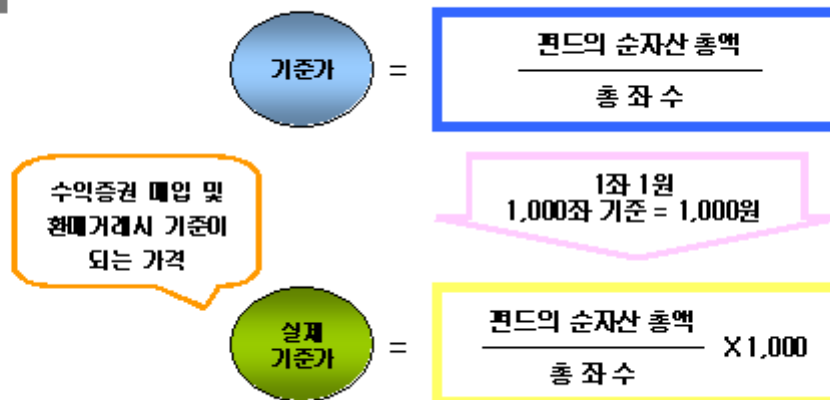 기준가 =
펀드의 순자산 총액
총 좌 수
수익증권 매입 및
환매거래시 기준이
되는 가격
1좌 1원
1,000좌 기준 = 1,000원
실제
기준가 =
펀드의 순자산 총액
총 좌 수
X 1,000